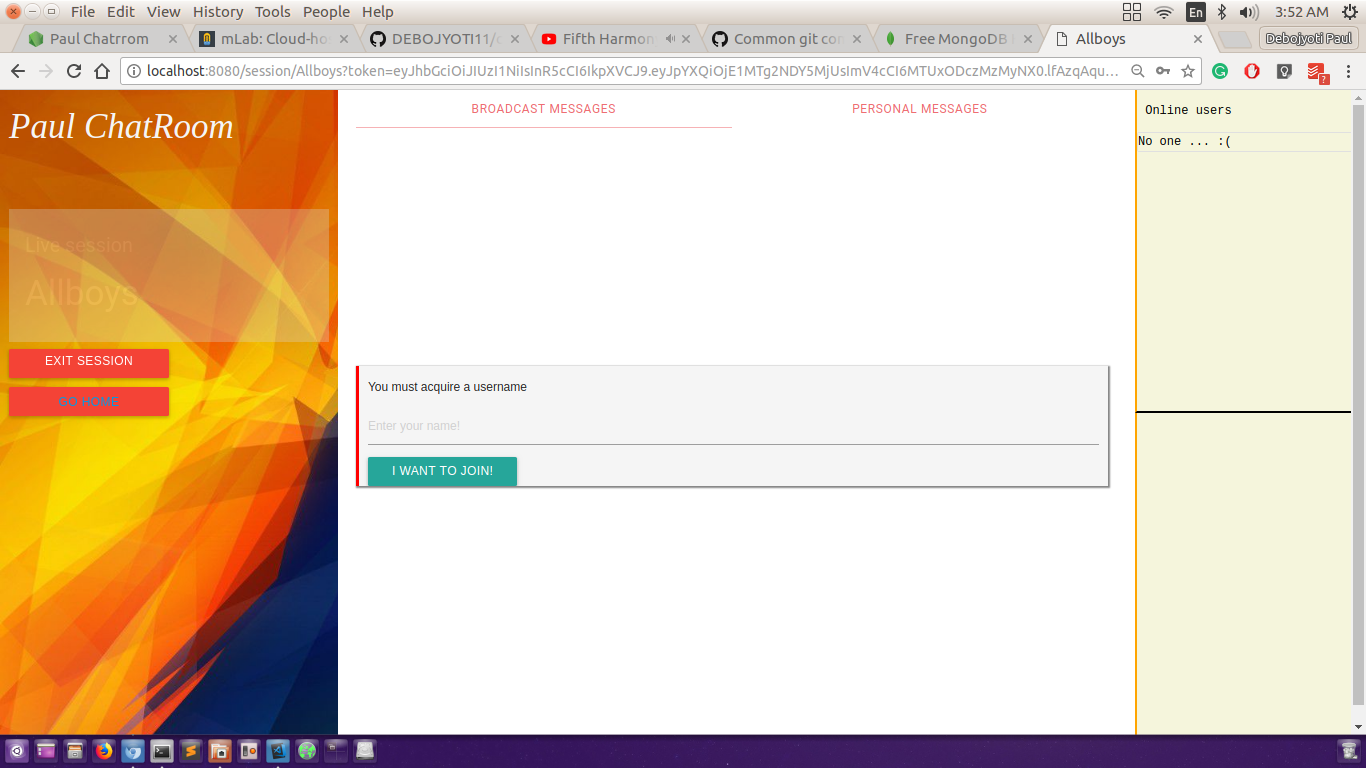 File Edit View History Tools People Help
En
3:52 AM
Paul Chatrrom
mLab: Cloud-ho
DEBOJYOTI11/c
Fifth Harmon
Common git co
Free MongoDB
Allboys
Debojyoti Paul
localhost:8080/session/Allboys?token=eyJhbGciOiJIUzI1NiIsInR5cCI6IkpXVCJ9.eyJpYXQiOjE1MTg2NDY5MjUsImV4cCI6MTUxODczMzMyNX0.lfAzqAqu...
?
Paul ChatRoom
Live session
Allboys
EXIT SESSION
GO HOME
BROADCAST MESSAGES
PERSONAL MESSAGES
You must acquire a username
Enter your name!
I WANT TO JOIN!
Online users
No one ... :(